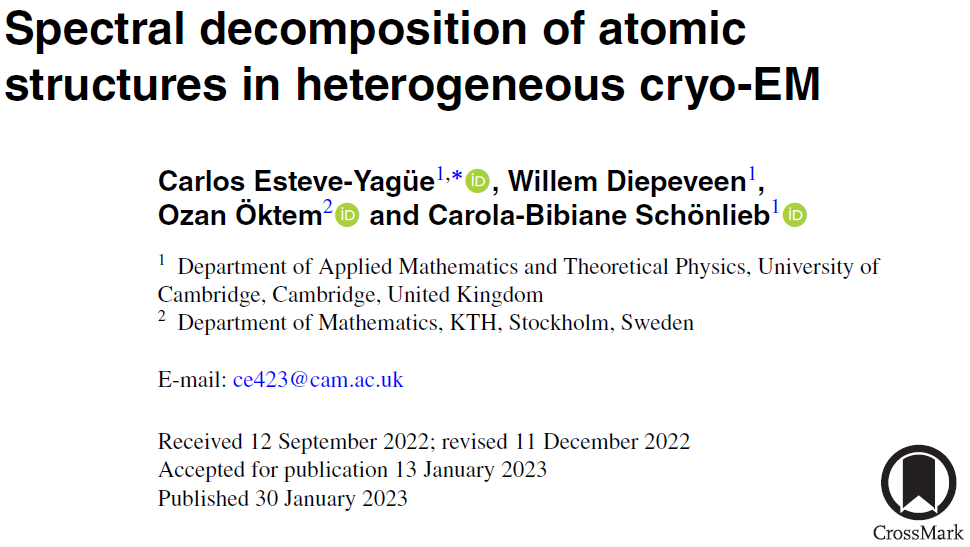 Spectral decomposition of atomic
structures in heterogeneous cryo-EM
Carlos Esteve-Yagüe1,* iD, Willem Diepeveen1,
Ozan Öktem2 iD and Carola-Bibiane Schönlieb1 iD
1 Department of Applied Mathematics and Theoretical Physics, University of
Cambridge, Cambridge, United Kingdom
2 Department of Mathematics, KTH, Stockholm, Sweden
E-mail: ce423@cam.ac.uk
Received 12 September 2022; revised 11 December 2022
Accepted for publication 13 January 2023
Published 30 January 2023
CrossMark